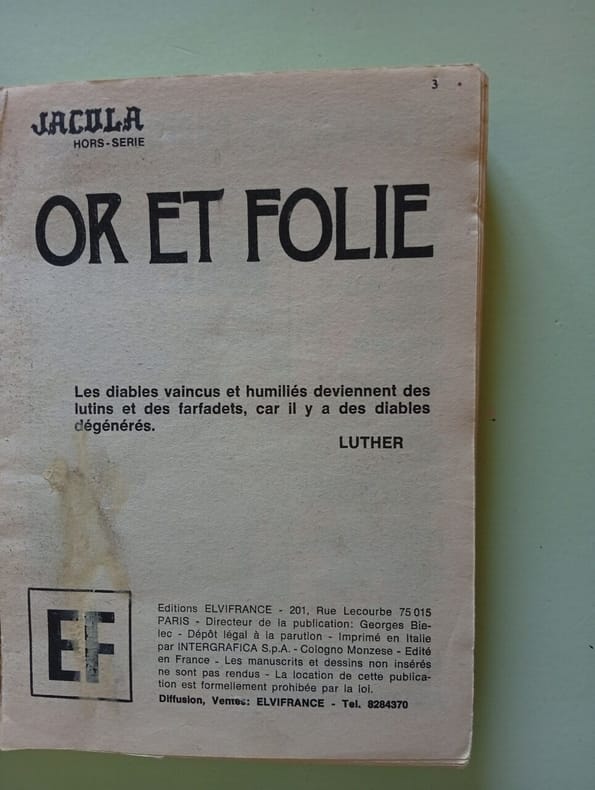 3
JACULA
HORS-SERIE
OR ET FOLIE
Les diables vaincus et humiliés deviennent des
lutins et des farfadets, car il y a des diables
dégénérés.
LUTHER
EF
Editions ELVIFRANCE - 201, Rue Lecourbe 75 015
PARIS - Directeur de la publication: Georges Bie-
lec - Dépôt légal à la parution - Imprimé en Italie
par INTERGRAFICA S.p.A. - Cologno Monzese - Edité
en France - Les manuscrits et dessins non insérés
ne sont pas rendus - La location de cette publica-
tion est formellement prohibée par la loi.
Diffusion, Ventes: ELVIFRANCE - Tel. 8284370